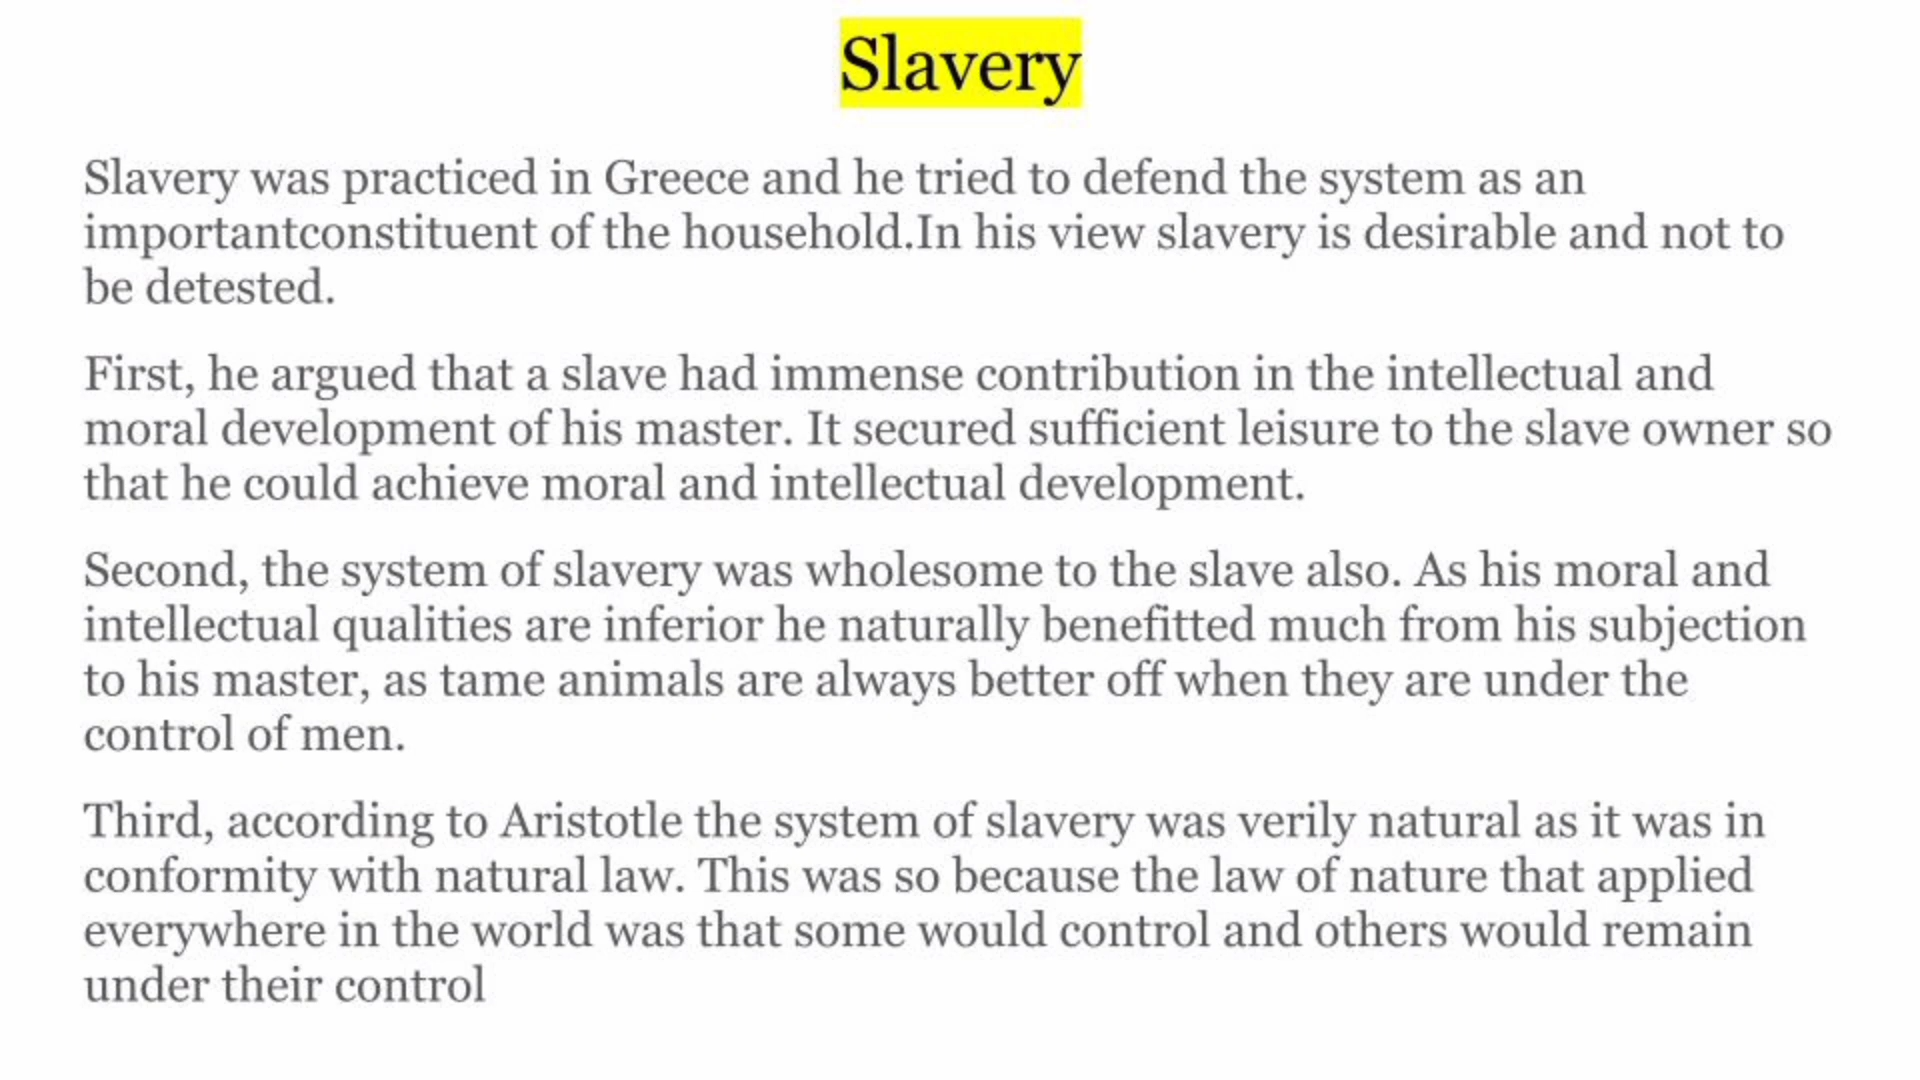 Slavery
Slavery was practiced in Greece and he tried to defend the system as an
importantconstituent of the household.In his view slavery is desirable and not to
be detested.
First, he argued that a slave had immense contribution in the intellectual and
moral development of his master. It secured sufficient leisure to the slave owner so
that he could achieve moral and intellectual development.
Second, the system of slavery was wholesome to the slave also. As his moral and
intellectual qualities are inferior he naturally benefitted much from his subjection
to his master, as tame animals are always better off when they are under the
control of men.
Third, according to Aristotle the system of slavery was verily natural as it was in
conformity with natural law. This was so because the law of nature that applied
everywhere in the world was that some would control and others would remain
under their control